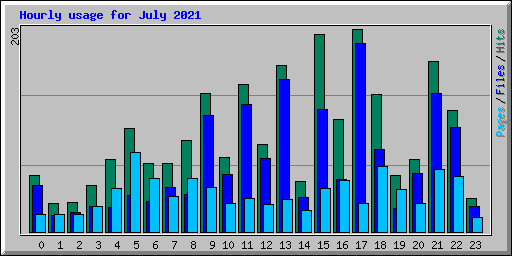 Hourly usage for July 2021
203
Pages / Files / Hits
0 1 2 3 4 5 6 7 8 9 10 11 12 13 14 15 16 17 18 19 20 21 22 23